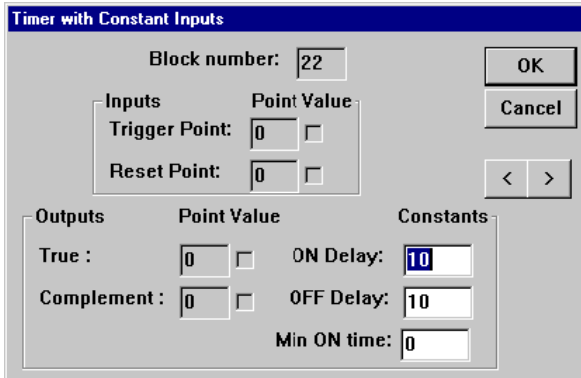 Timer with Constant Inputs
Block number: 22
OK
Inputs Point Value
Cancel
Trigger Point: 0
Reset Point: 0
< >
Outputs Point Value Constants
True : 0 ON Delay: 10
Complement : 0 OFF Delay: 10
Min ON time: 0